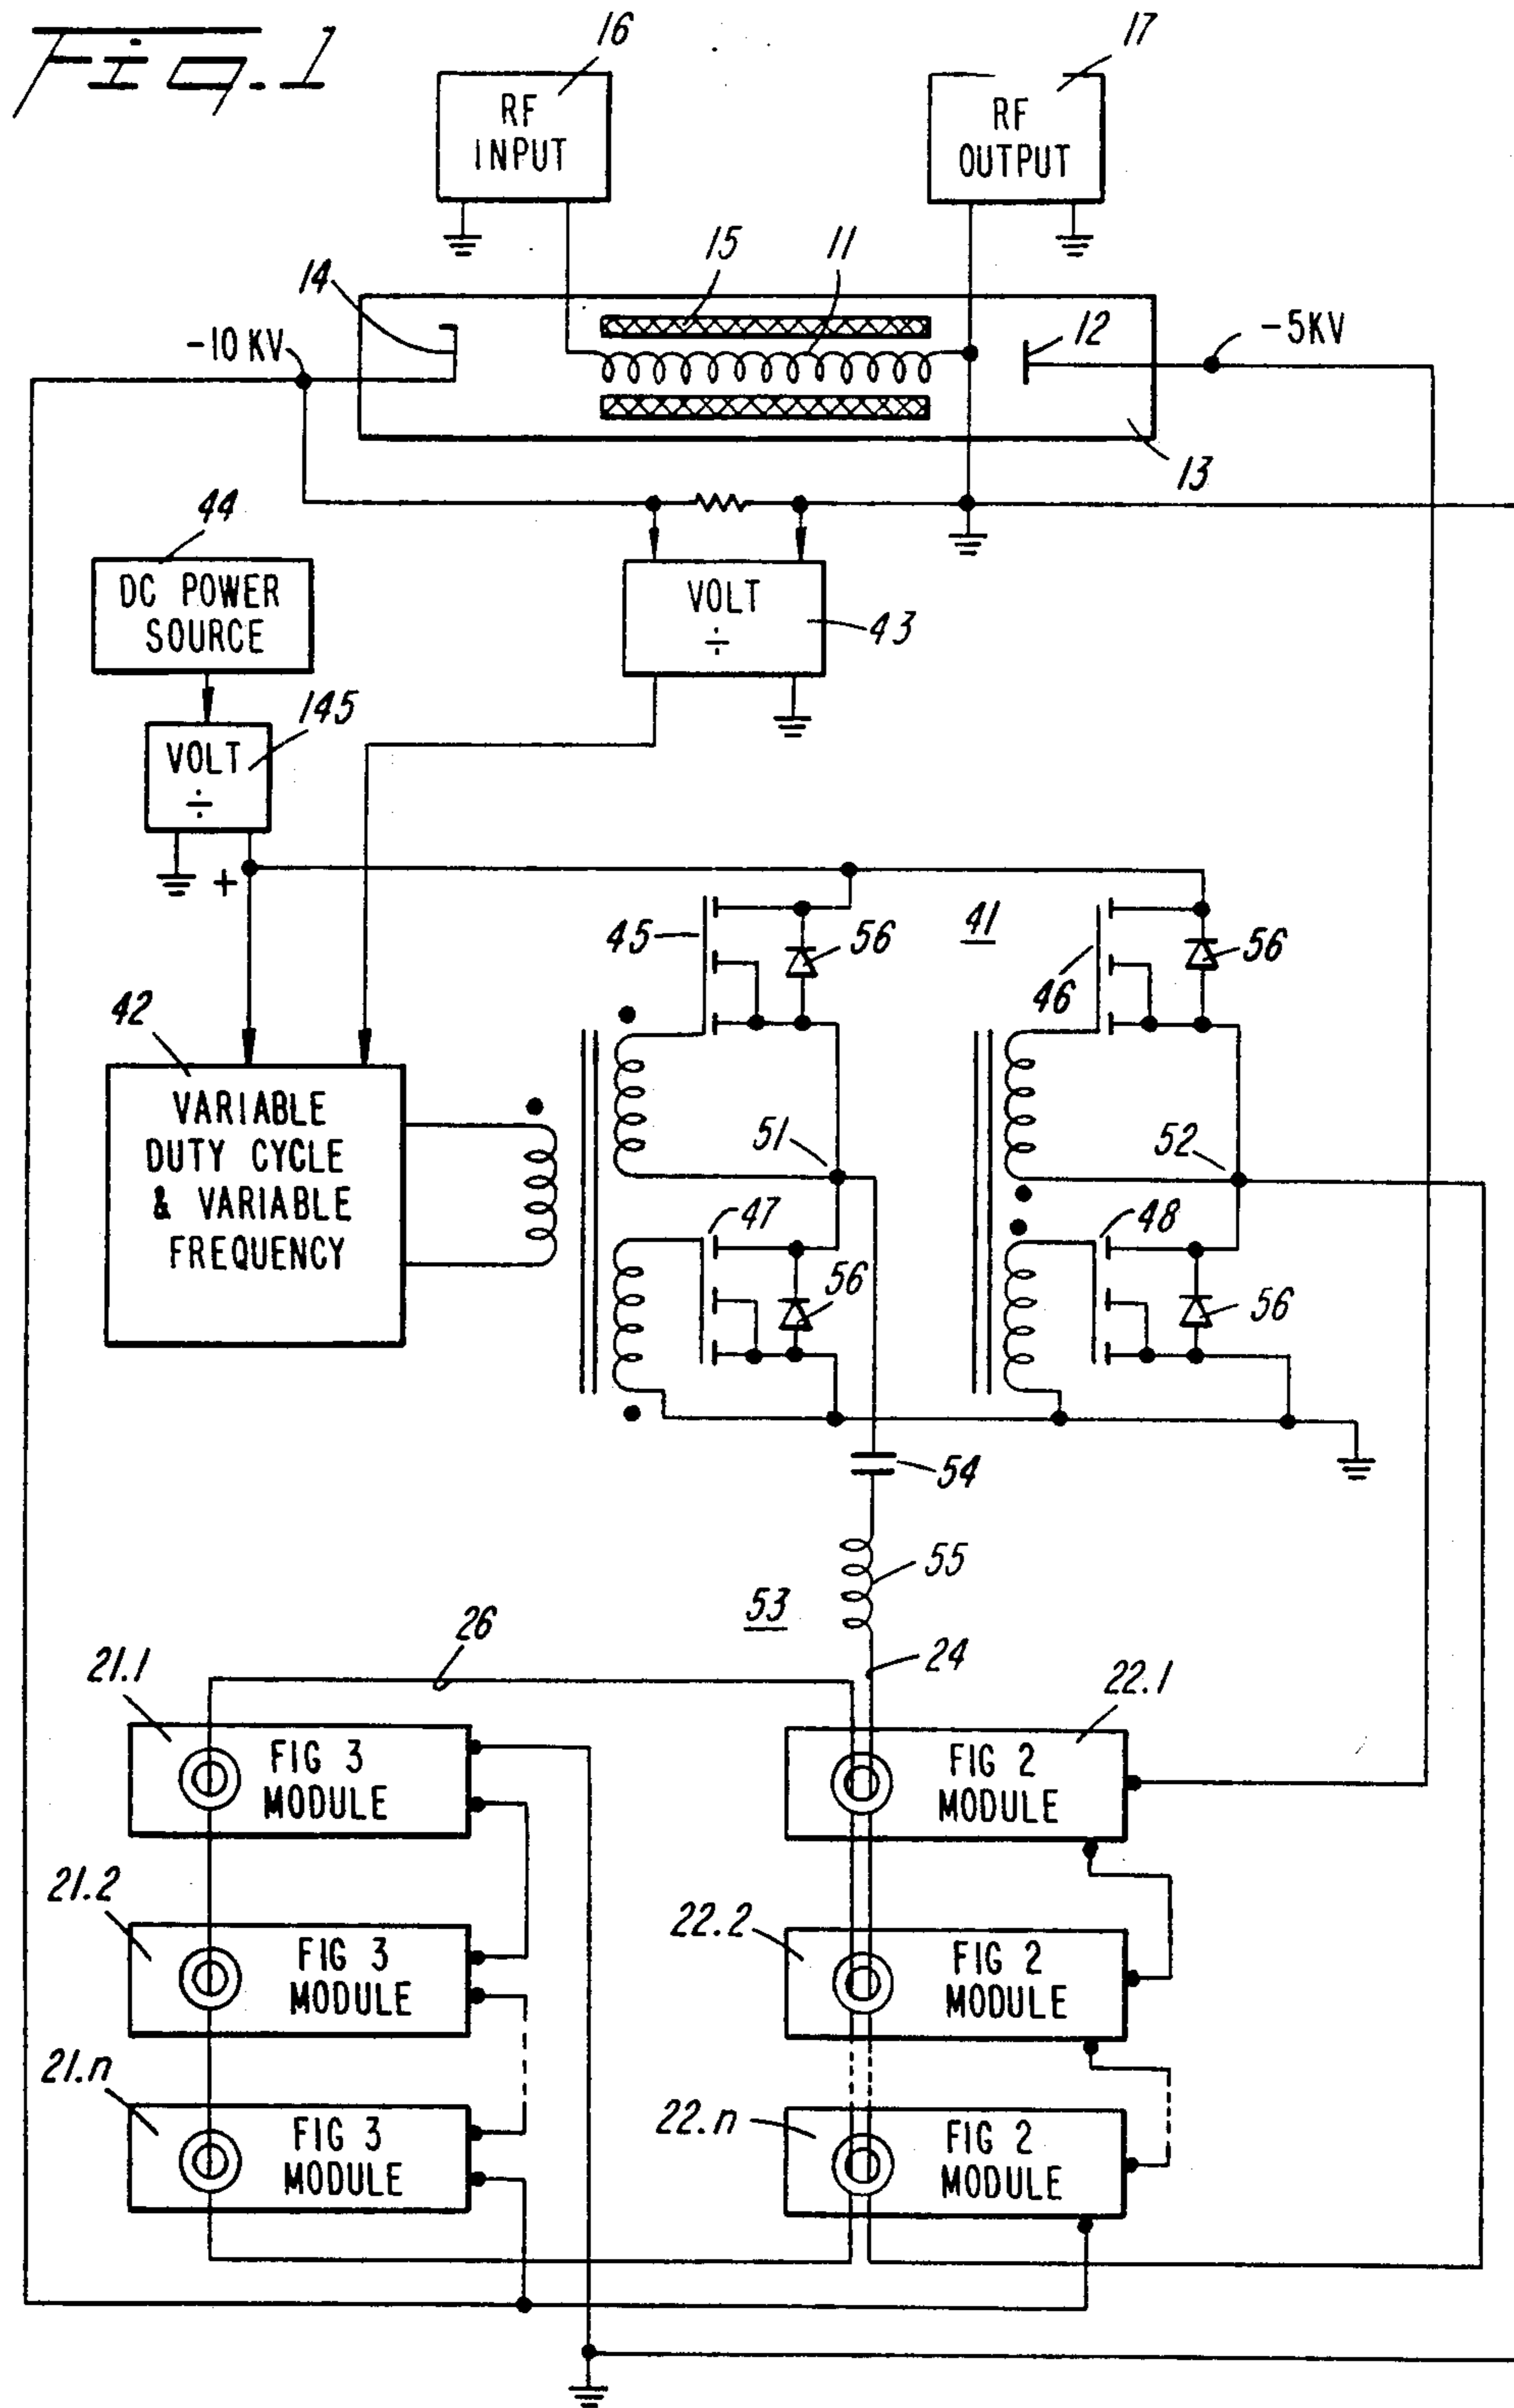 Fig. 1
16
17
RF
INPUT
RF
OUTPUT
15
11
14
12
-10 KV
-5KV
13
44
DC POWER
SOURCE
VOLT
÷
43
145
VOLT
÷
+
45
56
41
46
56
42
VARIABLE
DUTY CYCLE
& VARIABLE
FREQUENCY
51
52
47
48
56
56
54
55
53
26
24
21.1
22.1
FIG 3
MODULE
FIG 2
MODULE
21.2
22.2
FIG 3
MODULE
FIG 2
MODULE
21.n
22.n
FIG 3
MODULE
FIG 2
MODULE